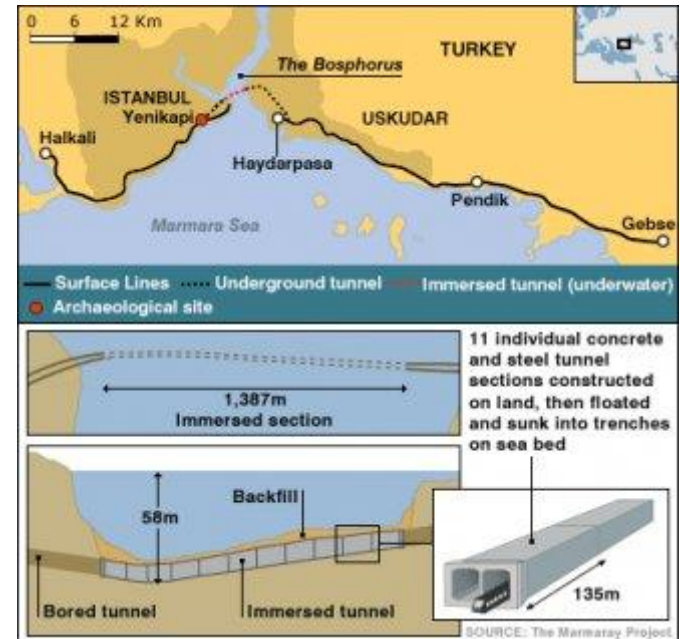 0 6 12 Km
The Bosphorus
TURKEY
ISTANBUL
Yenikapi
USKUDAR
Halkali
Haydarpasa
Pendik
Marmara Sea
Gebse
Surface Lines
Underground tunnel
Immersed tunnel (underwater)
Archaeological site
1,387m
Immersed section
11 individual concrete
and steel tunnel
sections constructed
on land, then floated
and sunk into trenches
on sea bed
58m
Backfill
Bored tunnel
Immersed tunnel
135m
SOURCE: The Marmaray Project